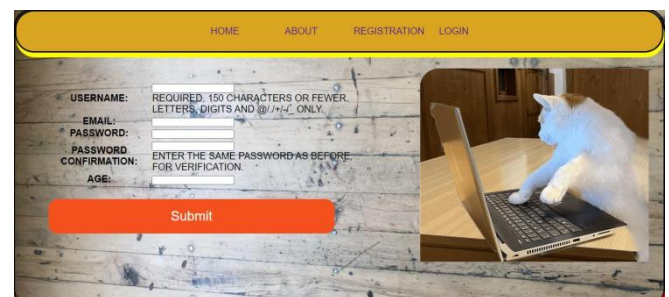 HOME ABOUT REGISTRATION LOGIN
USERNAME:
REQUIRED. 150 CHARACTERS OR FEWER.
LETTERS, DIGITS AND @/./+/-/_ ONLY.
EMAIL:
PASSWORD:
PASSWORD
CONFIRMATION:
ENTER THE SAME PASSWORD AS BEFORE,
FOR VERIFICATION.
AGE:
Submit